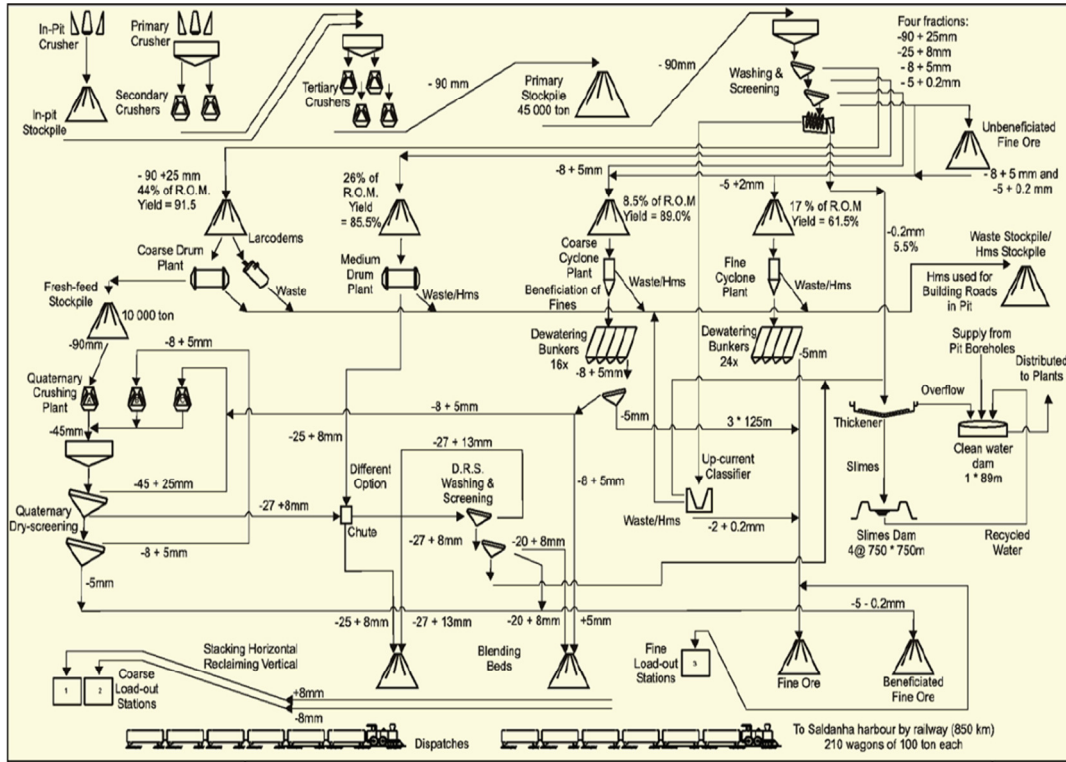 In-Pit
Crusher
Primary
Crusher
In-pit
Stockpile
Secondary
Crushers
Tertiary
Crushers
- 90 mm
Primary
Stockpile
45 000 ton
- 90mm
Washing &
Screening
Four fractions:
-90 + 25mm
-25 + 8mm
-8 + 5mm
- 5 + 0.2mm
Unbeneficiated
Fine Ore
- 8 + 5 mm and
-5 + 0.2 mm
- 90 +25 mm
44% of R.O.M.
Yield = 91.5
26% of
R.O.M.
Yield
= 85.5%
-8 + 5mm
8.5% of R.O.M
Yield = 89.0%
-5 +2mm
17 % of R.O.M
Yield = 61.5%
-0.2mm
5.5%
Waste Stockpile/
Hms Stockpile
Hms used for
Building Roads
in Pit
Larcodems
Coarse Drum
Plant
Waste
Medium
Drum
Plant
Waste/Hms
Coarse
Cyclone
Plant
Beneficiation of
Fines
Waste/Hms
Fine
Cyclone
Plant
Waste/Hms
Fresh-feed
Stockpile
10 000 ton
-90mm
-8 + 5mm
Quaternary
Crushing
Plant
-45mm
Dewatering
Bunkers
16x
-8 + 5mm
Dewatering
Bunkers
24x
-5mm
Supply from
Pit Boreholes
Distributed
to Plants
Overflow
Thickener
Clean water
dam
1 * 89m
-8 + 5mm
-5mm
3 * 125m
-25 + 8mm
-27 + 13mm
-45 + 25mm
Different
Option
D.R.S.
Washing &
Screening
-8 + 5mm
Up-current
Classifier
Slimes
Quaternary
Dry-screening
-27 +8mm
Chute
Waste/Hms
-2 + 0.2mm
Slimes Dam
4@ 750 * 750m
Recycled
Water
-8 + 5mm
-27 + 8mm
-20 + 8mm
-5mm
-5 - 0.2mm
-25 + 8mm
-27 + 13mm
-20 + 8mm
+5mm
Stacking Horizontal
Reclaiming Vertical
Blending
Beds
Fine
Load-out
Stations
3
Fine Ore
Beneficiated
Fine Ore
1
2
Coarse
Load-out
Stations
+8mm
-8mm
Dispatches
To Saldanha harbour by railway (850 km)
210 wagons of 100 ton each